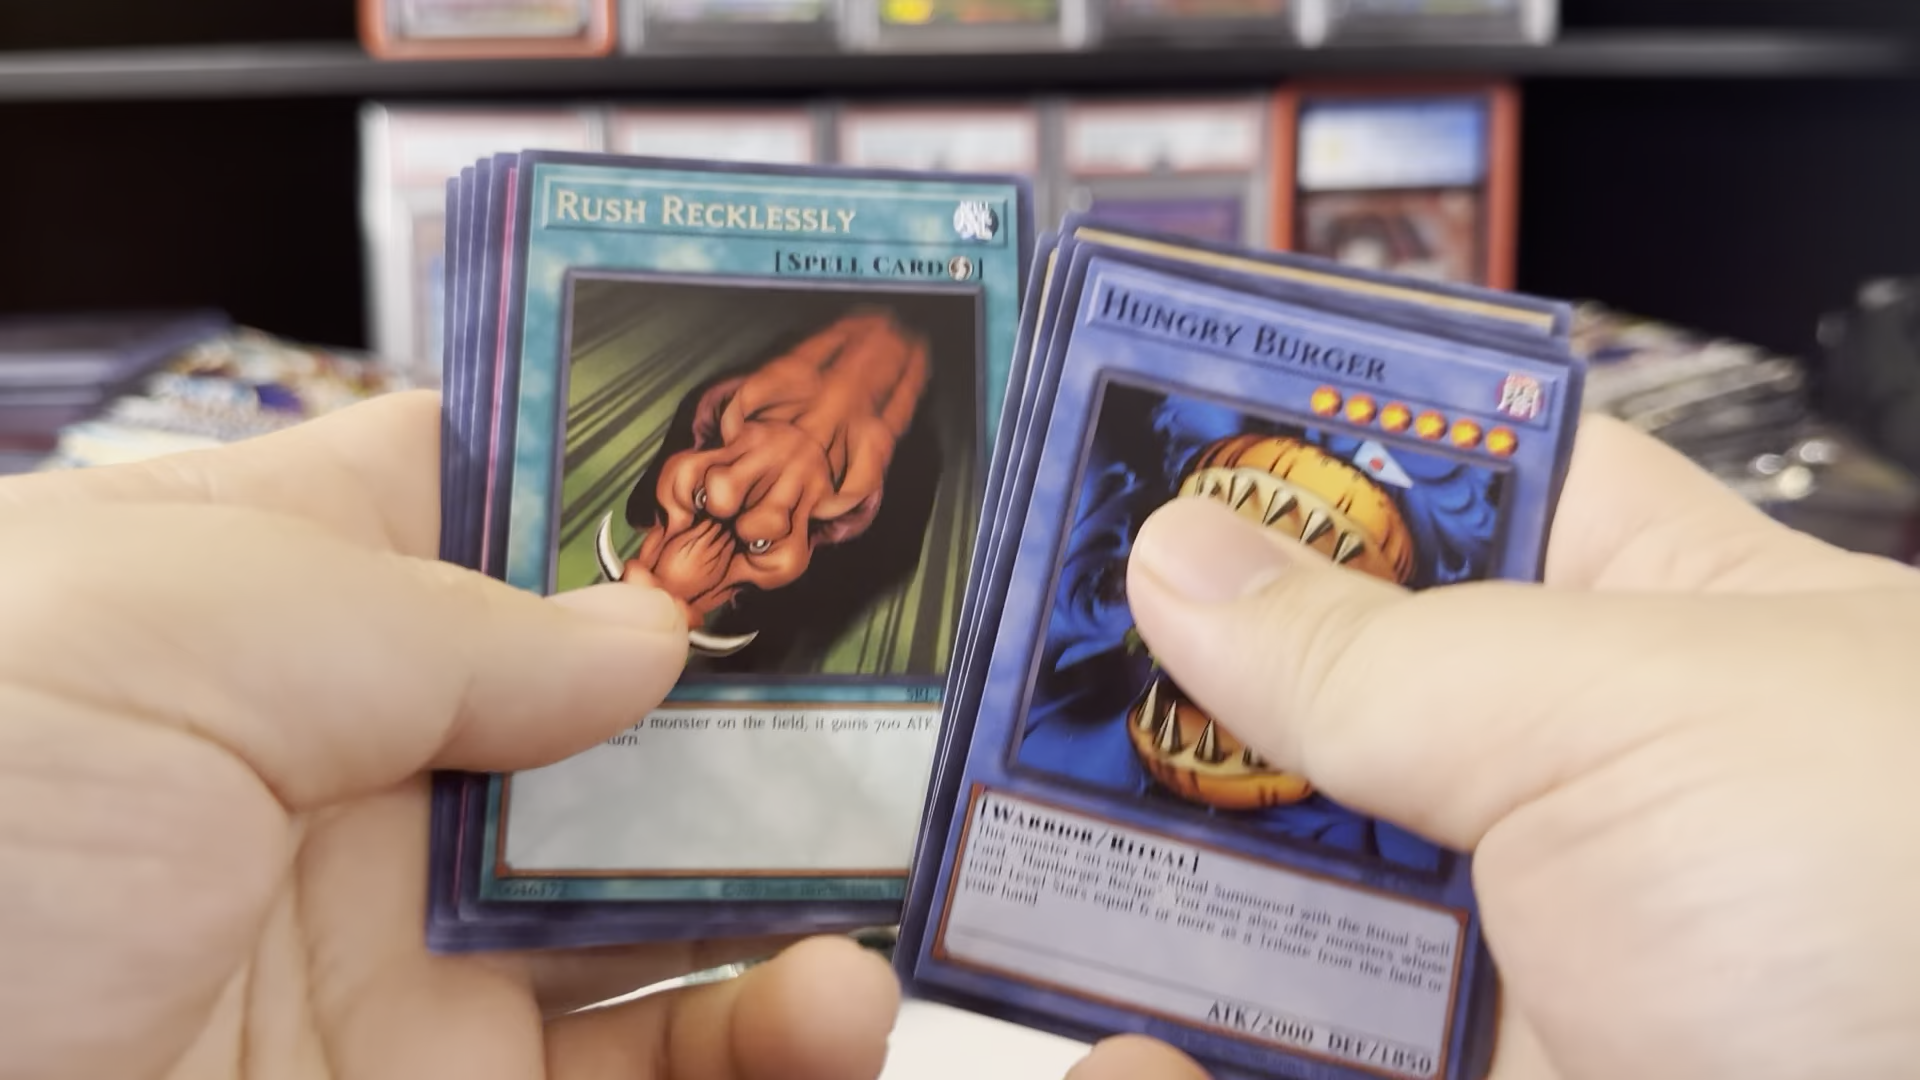 RUSH RECKLESSLY
[SPELL CARD]
monster on the field, it gains 700 ATK
turn.
HUNGRY BURGER
[WARRIOR/RITUAL]
This monster can only be Ritual Summoned with the Ritual Spell
Card, "Hamburger Recipe". You must also offer monsters whose
total Level Stars equal 6 or more as a Tribute from the field or
your hand.
ATK/2000 DEF/1850